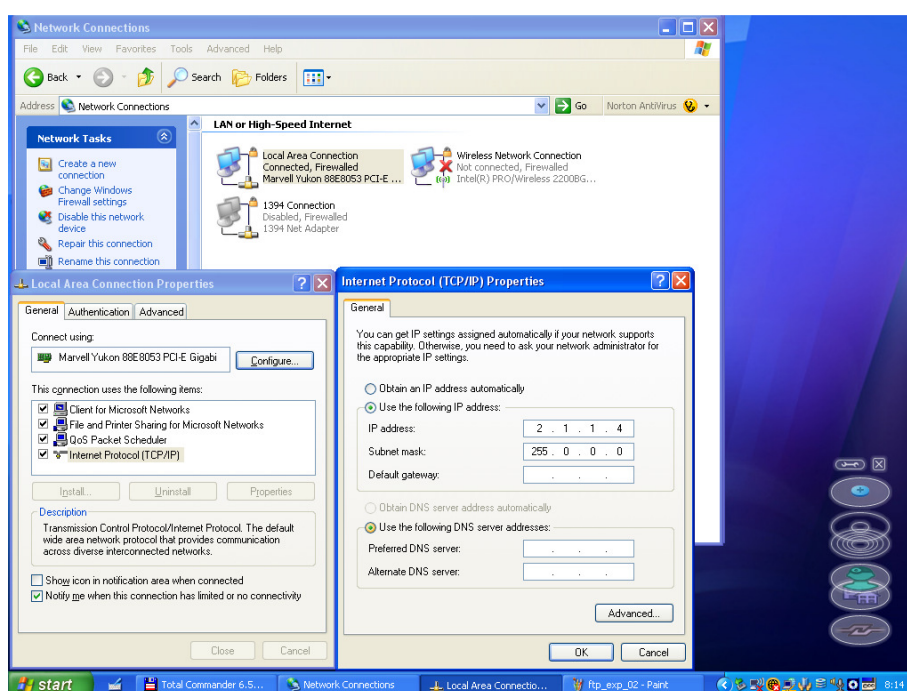 Network Connections
File Edit View Favorites Tools Advanced Help
Back Search Folders
Address Network Connections Go Norton AntiVirus
LAN or High-Speed Internet
Network Tasks
Create a new connection
Change Windows Firewall settings
Disable this network device
Repair this connection
Rename this connection
Local Area Connection
Connected, Firewalled
Marvell Yukon 88E8053 PCI-E ...
Wireless Network Connection
Not connected, Firewalled
Intel(R) PRO/Wireless 2200BG...
1394 Connection
Disabled, Firewalled
1394 Net Adapter
Local Area Connection Properties
General Authentication Advanced
Connect using:
Marvell Yukon 88E8053 PCI-E Gigabi
Configure...
This connection uses the following items:
Client for Microsoft Networks
File and Printer Sharing for Microsoft Networks
QoS Packet Scheduler
Internet Protocol (TCP/IP)
Install... Uninstall Properties
Description
Transmission Control Protocol/Internet Protocol. The default
wide area network protocol that provides communication
across diverse interconnected networks.
Show icon in notification area when connected
Notify me when this connection has limited or no connectivity
Close Cancel
Internet Protocol (TCP/IP) Properties
General
You can get IP settings assigned automatically if your network supports
this capability. Otherwise, you need to ask your network administrator for
the appropriate IP settings.
Obtain an IP address automatically
Use the following IP address:
IP address: 2 . 1 . 1 . 4
Subnet mask: 255 . 0 . 0 . 0
Default gateway: . . .
Obtain DNS server address automatically
Use the following DNS server addresses:
Preferred DNS server: . . .
Alternate DNS server: . . .
Advanced...
OK Cancel
start Total Commander 6.5... Network Connections Local Area Connectio... ftp_exp_02 - Paint 8:14